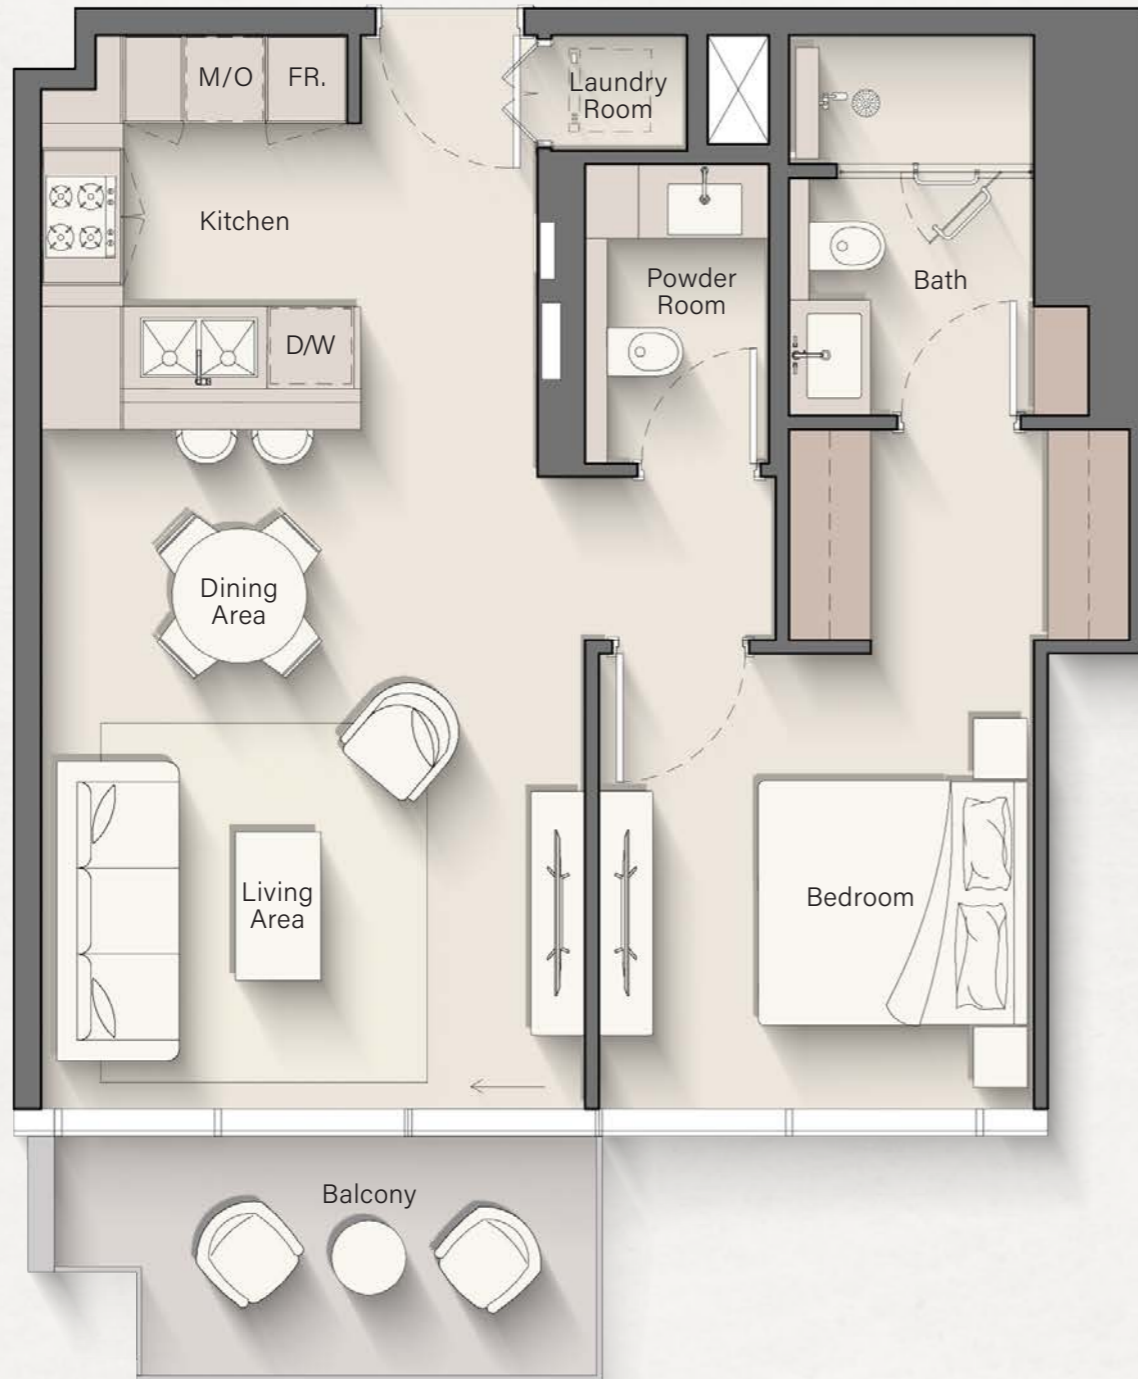 M/O
FR.
Laundry
Room
Kitchen
Powder
Room
Bath
D/W
Dining
Area
Living
Area
Bedroom
Balcony